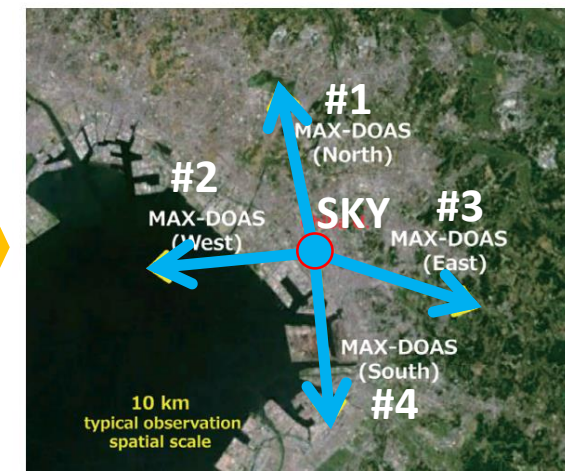 #1
MAX-DOAS
(North)
#2
MAX-DOAS
(West)
SKY
#3
MAX-DOAS
(East)
MAX-DOAS
(South)
#4
10 km
typical observation
spatial scale